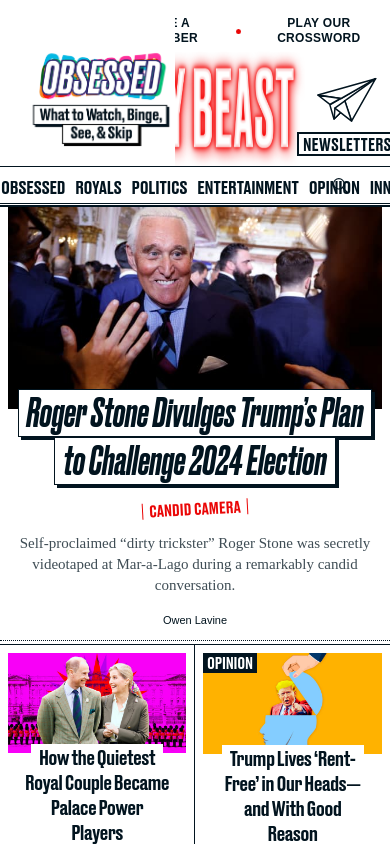 E A
BER
PLAY OUR
CROSSWORD
OBSESSED
What to Watch, Binge,
See, & Skip
Y BEAST
NEWSLETTERS
OBSESSED ROYALS POLITICS ENTERTAINMENT OPINION INN
Roger Stone Divulges Trump’s Plan
to Challenge 2024 Election
CANDID CAMERA
Self-proclaimed “dirty trickster” Roger Stone was secretly
videotaped at Mar-a-Lago during a remarkably candid
conversation.
Owen Lavine
How the Quietest
Royal Couple Became
Palace Power
Players
OPINION
Trump Lives ‘Rent-
Free’ in Our Heads—
and With Good
Reason